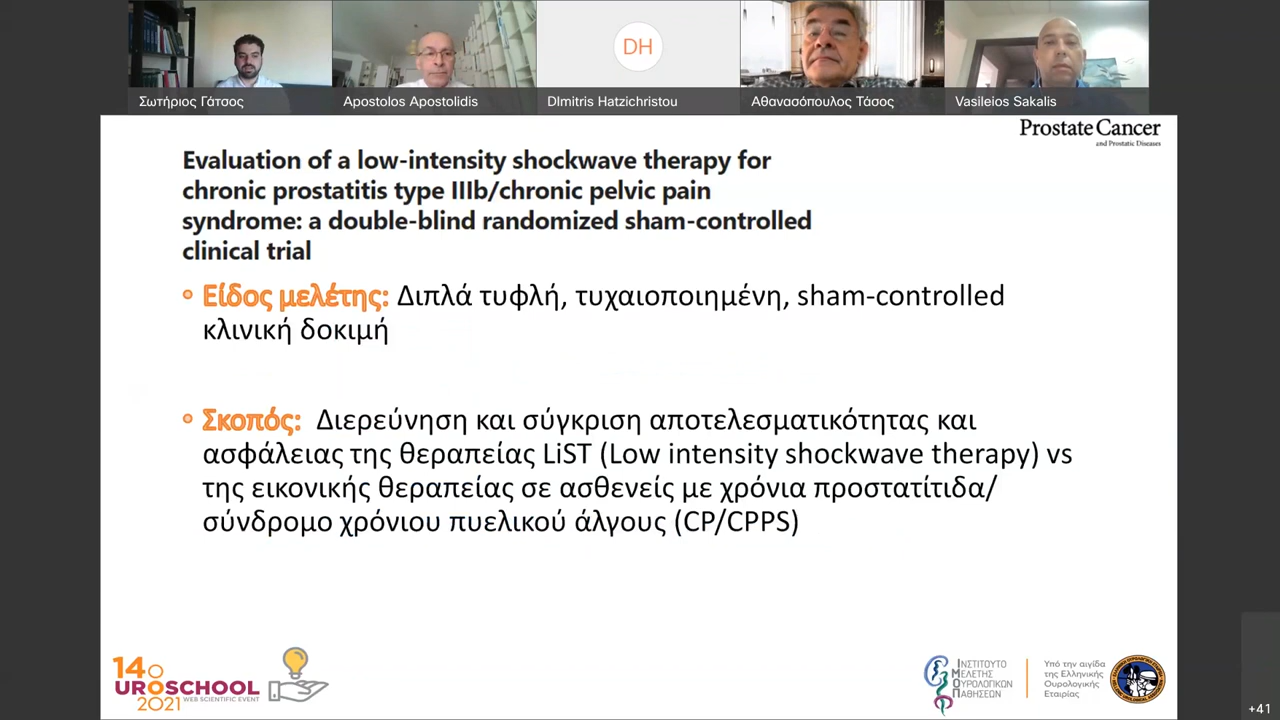 DH
Σωτήριος Γάτσος
Apostolos Apostolidis
DImitris Hatzichristou
Αθανασόπουλος Τάσος
Vasileios Sakalis
Prostate Cancer
and Prostatic Diseases
Evaluation of a low-intensity shockwave therapy for
chronic prostatitis type IIIb/chronic pelvic pain
syndrome: a double-blind randomized sham-controlled
clinical trial
Είδος μελέτης: Διπλά τυφλή, τυχαιοποιημένη, sham-controlled
κλινική δοκιμή
Σκοπός: Διερεύνηση και σύγκριση αποτελεσματικότητας και
ασφάλειας της θεραπείας LiST (Low intensity shockwave therapy) vs
της εικονικής θεραπείας σε ασθενείς με χρόνια προστατίτιδα/
σύνδρομο χρόνιου πυελικού άλγους (CP/CPPS)
14ο
UROSCHOOL
2021 WEB SCIENTIFIC EVENT
ΙΝΣΤΙΤΟΥΤΟ
ΜΕΛΕΤΗΣ
ΟΥΡΟΛΟΓΙΚΩΝ
ΠΑΘΗΣΕΩΝ
Υπό την αιγίδα
της Ελληνικής
Ουρολογικής
Εταιρίας
+41